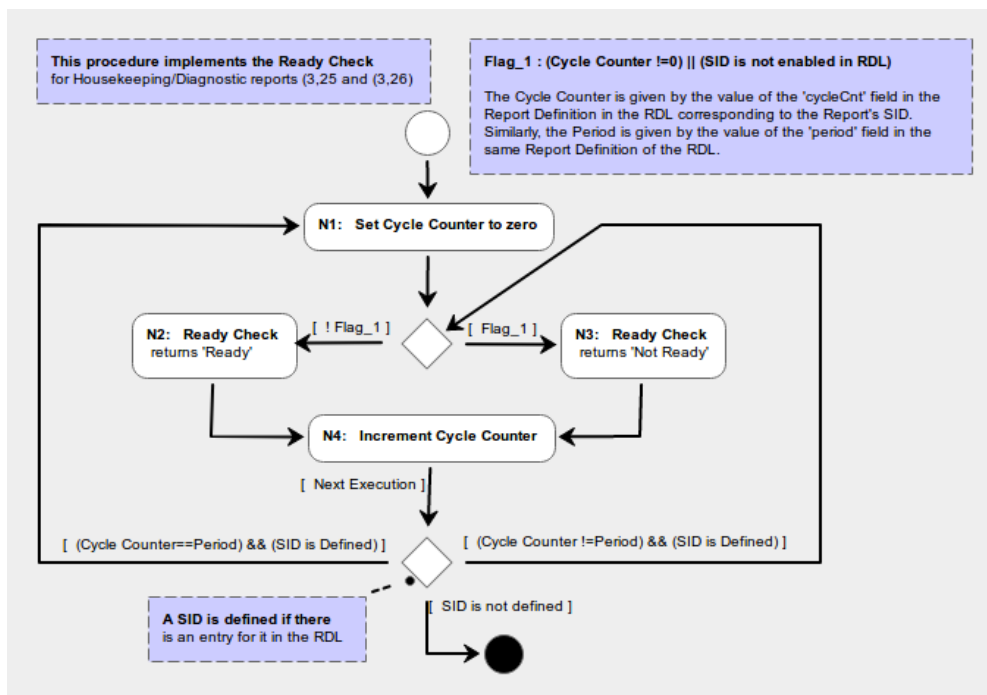 This procedure implements the Ready Check
for Housekeeping/Diagnostic reports (3,25 and (3,26)
Flag_1 : (Cycle Counter !=0) || (SID is not enabled in RDL)
The Cycle Counter is given by the value of the 'cycleCnt' field in the
Report Definition in the RDL corresponding to the Report's SID.
Similarly, the Period is given by the value of the 'period' field in the
same Report Definition of the RDL.
N1: Set Cycle Counter to zero
[ ! Flag_1 ]
[ Flag_1 ]
N2: Ready Check
returns 'Ready'
N3: Ready Check
returns 'Not Ready'
N4: Increment Cycle Counter
[ Next Execution ]
[ (Cycle Counter==Period) && (SID is Defined) ]
[ (Cycle Counter !=Period) && (SID is Defined) ]
[ SID is not defined ]
A SID is defined if there
is an entry for it in the RDL